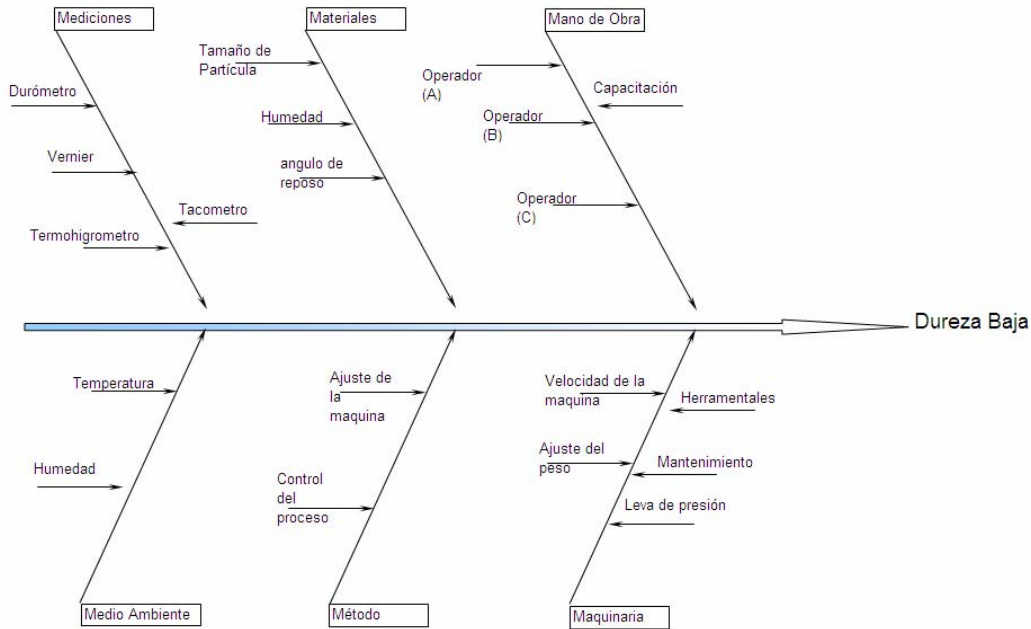 Mediciones
Materiales
Mano de Obra
Tamaño de
Partícula
Operador
(A)
Capacitación
Durómetro
Humedad
Operador
(B)
Vernier
angulo de
reposo
Tacometro
Operador
(C)
Termohigrometro
Dureza Baja
Temperatura
Ajuste de
la
maquina
Velocidad de la
maquina
Herramentales
Humedad
Control
del
proceso
Ajuste del
peso
Mantenimiento
Leva de presión
Medio Ambiente
Método
Maquinaria